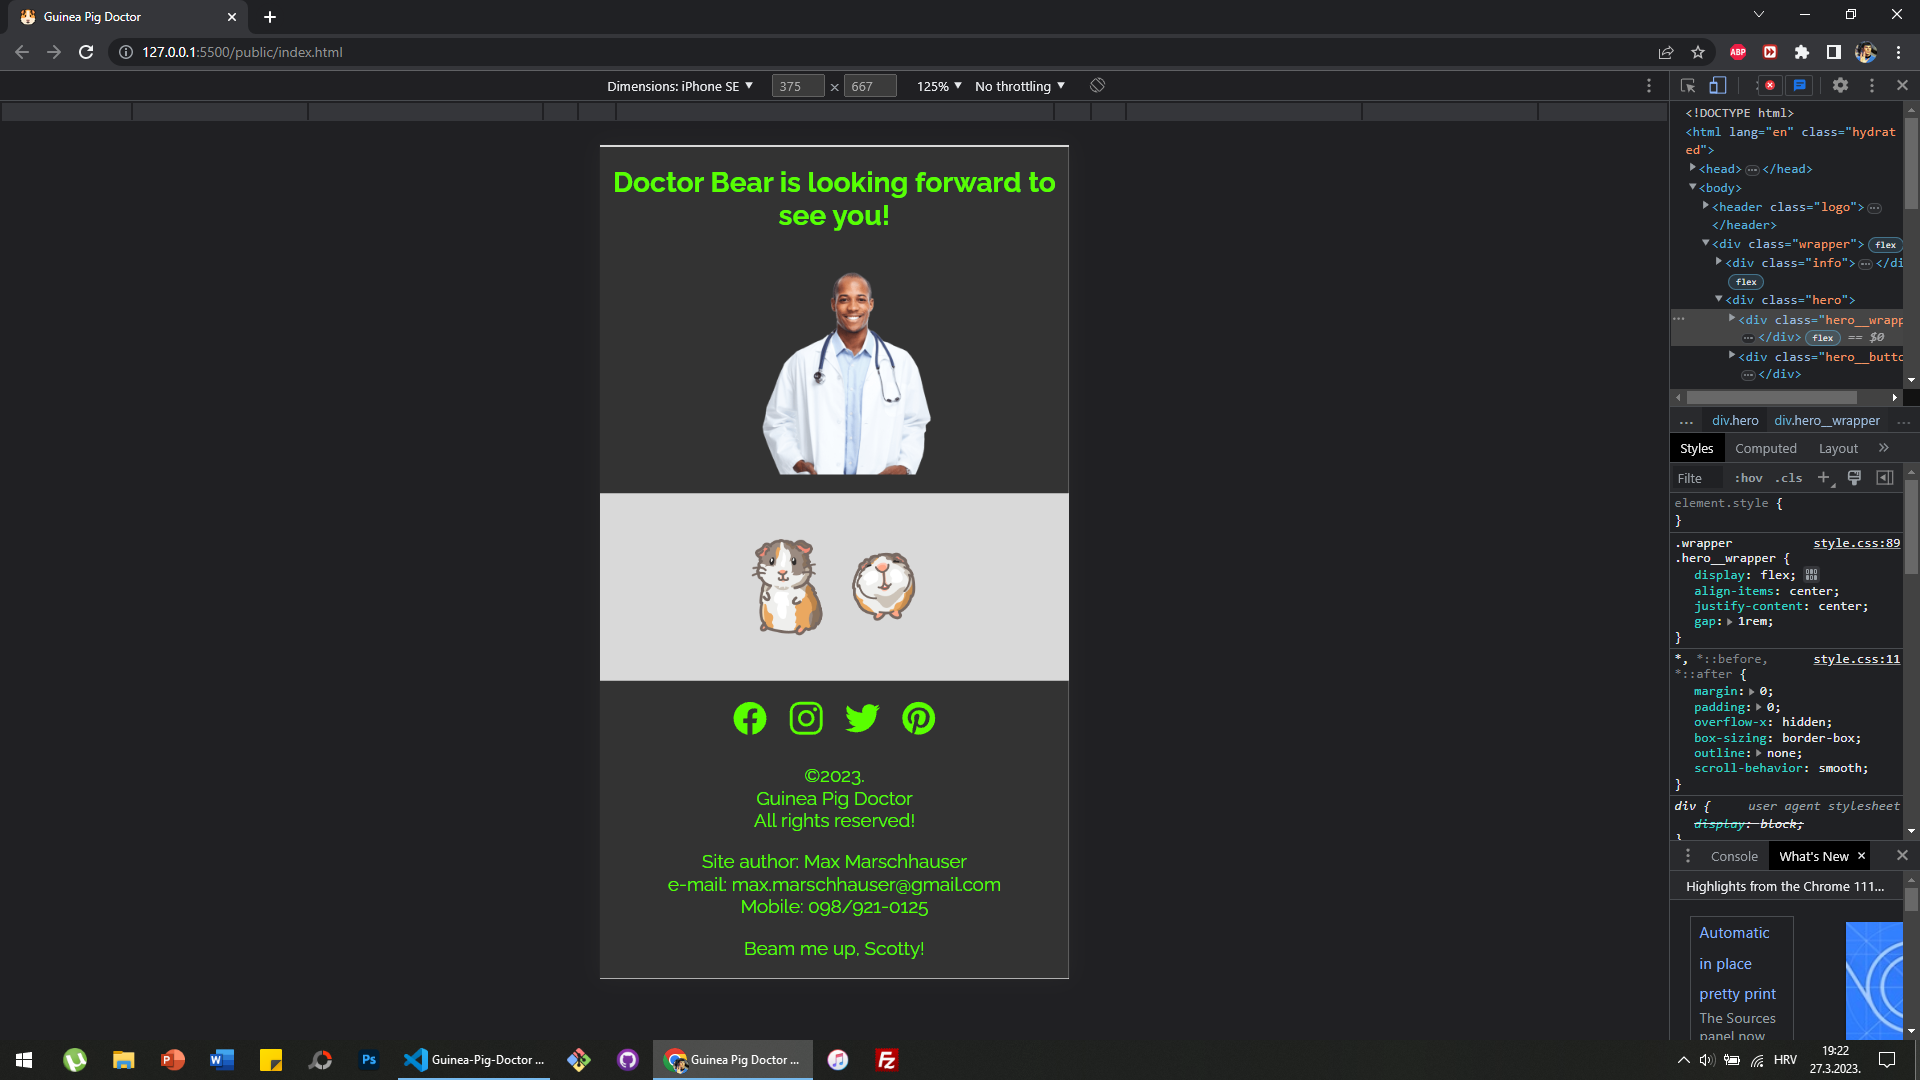 Guinea Pig Doctor
127.0.0.1:5500/public/index.html
ABP
Dimensions: iPhone SE
375 × 667
125%
No throttling
Doctor Bear is looking forward to
see you!
©2023.
Guinea Pig Doctor
All rights reserved!
Site author: Max Marschhauser
e-mail: max.marschhauser@gmail.com
Mobile: 098/921-0125
Beam me up, Scotty!
<!DOCTYPE html>
<html lang="en" class="hydrat
ed">
<head> … </head>
<body>
<header class="logo"> …
</header>
<div class="wrapper"> flex
<div class="info"> … </di
flex
<div class="hero">
… <div class="hero__wrapp
… </div> flex == $0
<div class="hero__butto
… </div>
… div.hero div.hero__wrapper …
Styles Computed Layout »
Filte :hov .cls +
element.style {
}
.wrapper style.css:89
.hero__wrapper {
display: flex;
align-items: center;
justify-content: center;
gap: 1rem;
}
*, *::before, style.css:11
*::after {
margin: 0;
padding: 0;
overflow-x: hidden;
box-sizing: border-box;
outline: none;
scroll-behavior: smooth;
}
div { user agent stylesheet
display: block;
}
Console What's New ×
Highlights from the Chrome 111...
Automatic
in place
pretty print
The Sources
panel now
P W Ps Guinea-Pig-Doctor ... Guinea Pig Doctor ... Fz
HRV
19:22
27.3.2023.